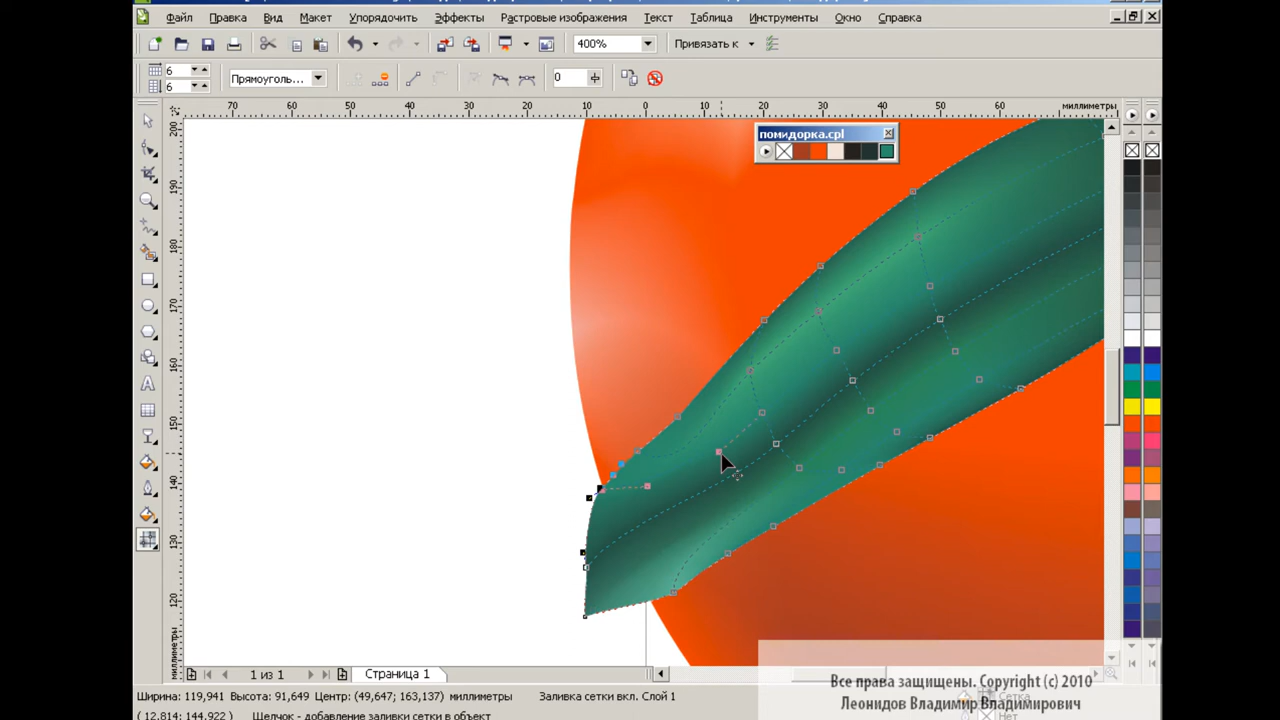 Файл Правка Вид Макет Упорядочить Эффекты Растровые изображения Текст Таблица Инструменты Окно Справка
400% Привязать к
6 Прямоуголь... 0
6
70 60 50 40 30 20 10 0 10 20 30 40 50 60 миллиметры
200
помидорка.cpl
190
180
170
160
150
140
130
120
миллиметры
1 из 1 Страница 1
Все права защищены. Copyright (c) 2010
Леонидов Владимир Владимирович
Ширина: 119,941 Высота: 91,649 Центр: (49,647; 163,137) миллиметры Заливка сетки вкл. Слой 1
Сетка
(12,814; 144,922) Щелчок - добавление заливки сетки в объект
Нет